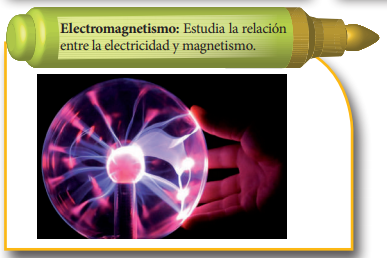 Electromagnetismo: Estudia la relación
entre la electricidad y magnetismo.